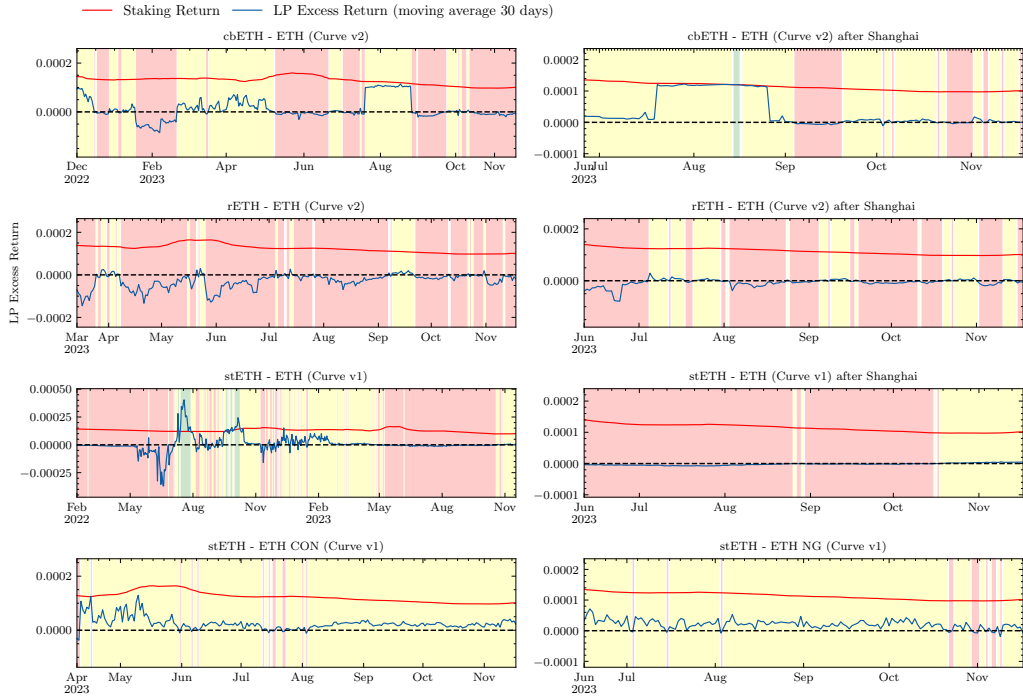 Staking Return LP Excess Return (moving average 30 days)
cbETH - ETH (Curve v2)
0.0002
0.0000
Dec Feb Apr Jun Aug Oct Nov
2022 2023
cbETH - ETH (Curve v2) after Shanghai
0.0002
0.0001
0.0000
−0.0001
Jun Jul Aug Sep Oct Nov
2023
LP Excess Return
rETH - ETH (Curve v2)
0.0002
0.0000
−0.0002
Mar Apr May Jun Jul Aug Sep Oct Nov
2023
rETH - ETH (Curve v2) after Shanghai
0.0002
0.0001
0.0000
−0.0001
Jun Jul Aug Sep Oct Nov
2023
stETH - ETH (Curve v1)
0.00050
0.00025
0.00000
−0.00025
Feb May Aug Nov Feb May Aug Nov
2022 2023
stETH - ETH (Curve v1) after Shanghai
0.0002
0.0001
0.0000
−0.0001
Jun Jul Aug Sep Oct Nov
2023
stETH - ETH CON (Curve v1)
0.0002
0.0000
Apr May Jun Jul Aug Sep Oct Nov
2023
stETH - ETH NG (Curve v1)
0.0002
0.0001
0.0000
−0.0001
Jun Jul Aug Sep Oct Nov
2023